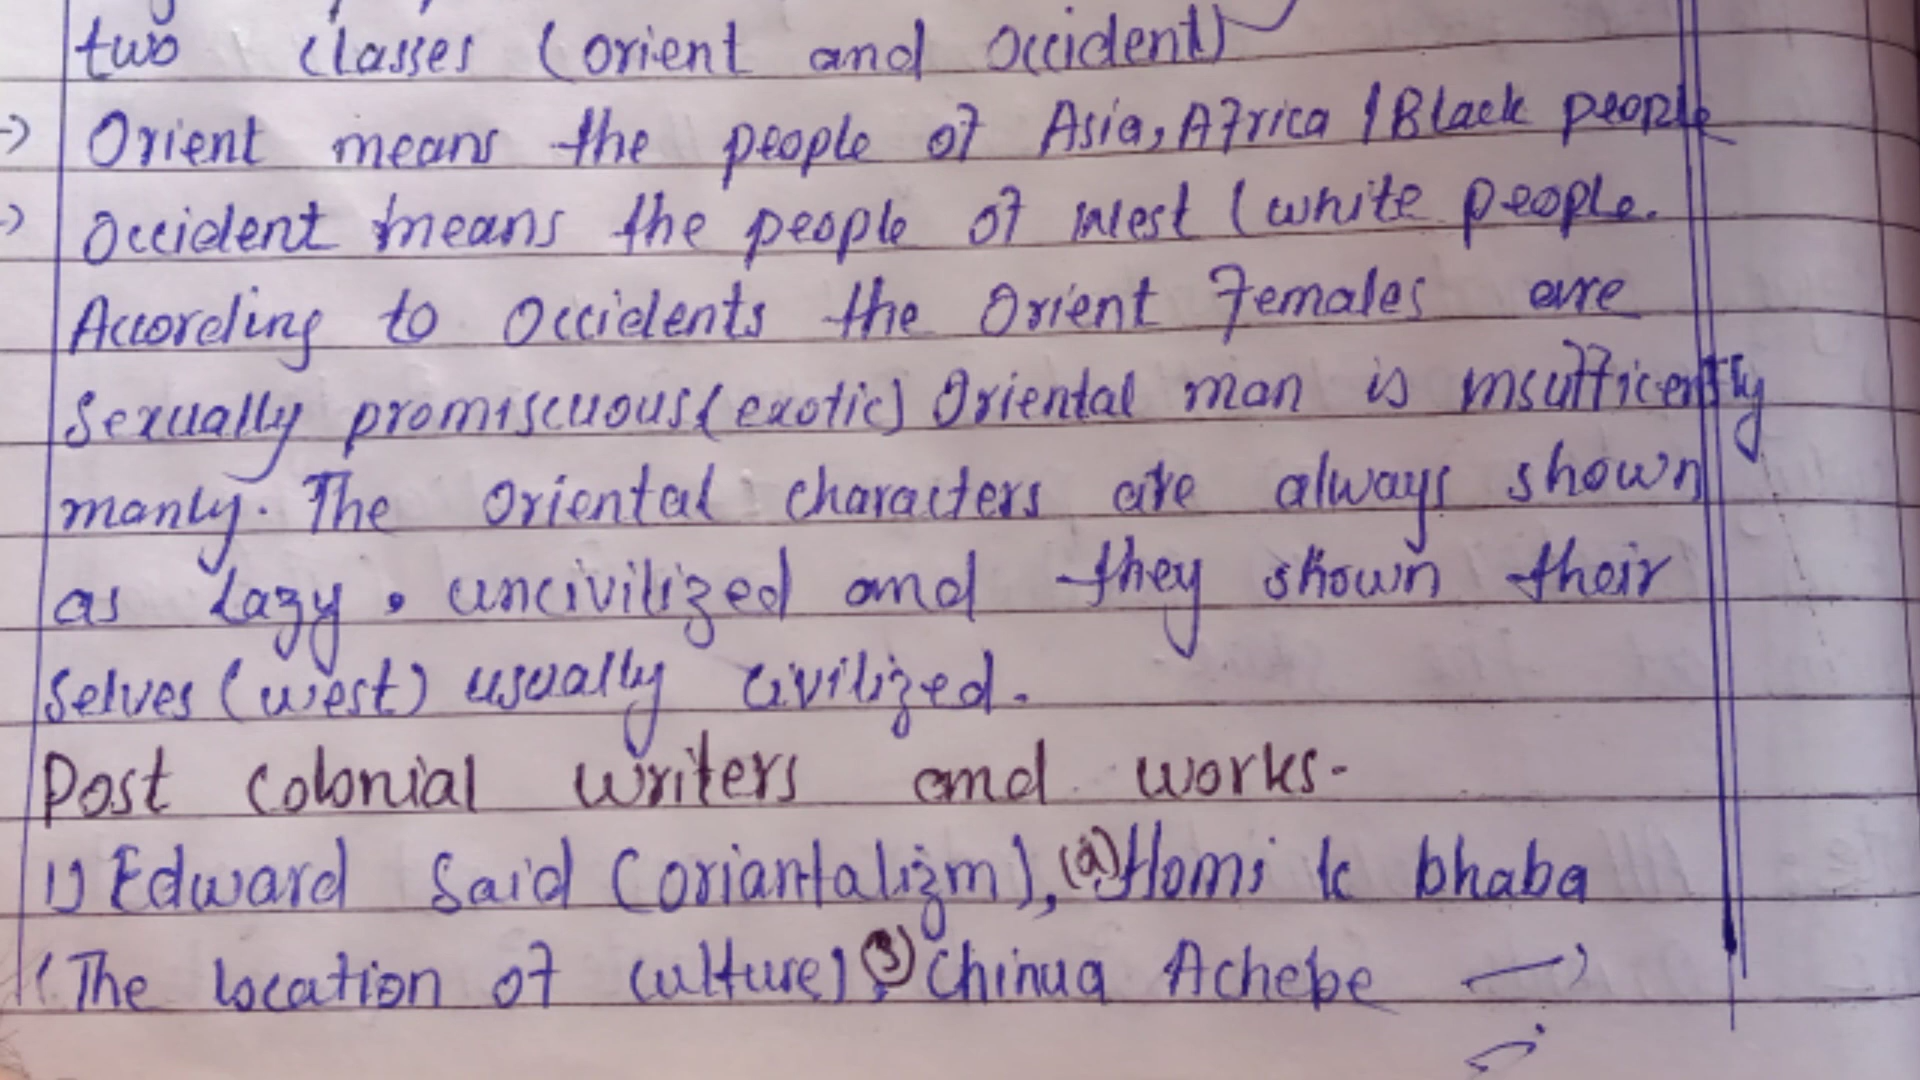 two classes (orient and Occident)
-> Orient means the people of Asia, Africa / Black people
-> Occident means the people of West (white people.
According to Occidents the Orient Females are
Sexually promiscuous (exotic) Oriental man is insufficently
manly. The Oriental characters are always shown
as Lazy, uncivilized and they shown their
selves (west) usually civilized.
Post Colonial writers and works-
1) Edward Said (oriantalizm), (2) Homi k bhaba
(The location of culture), (3) Chinua Achebe ->